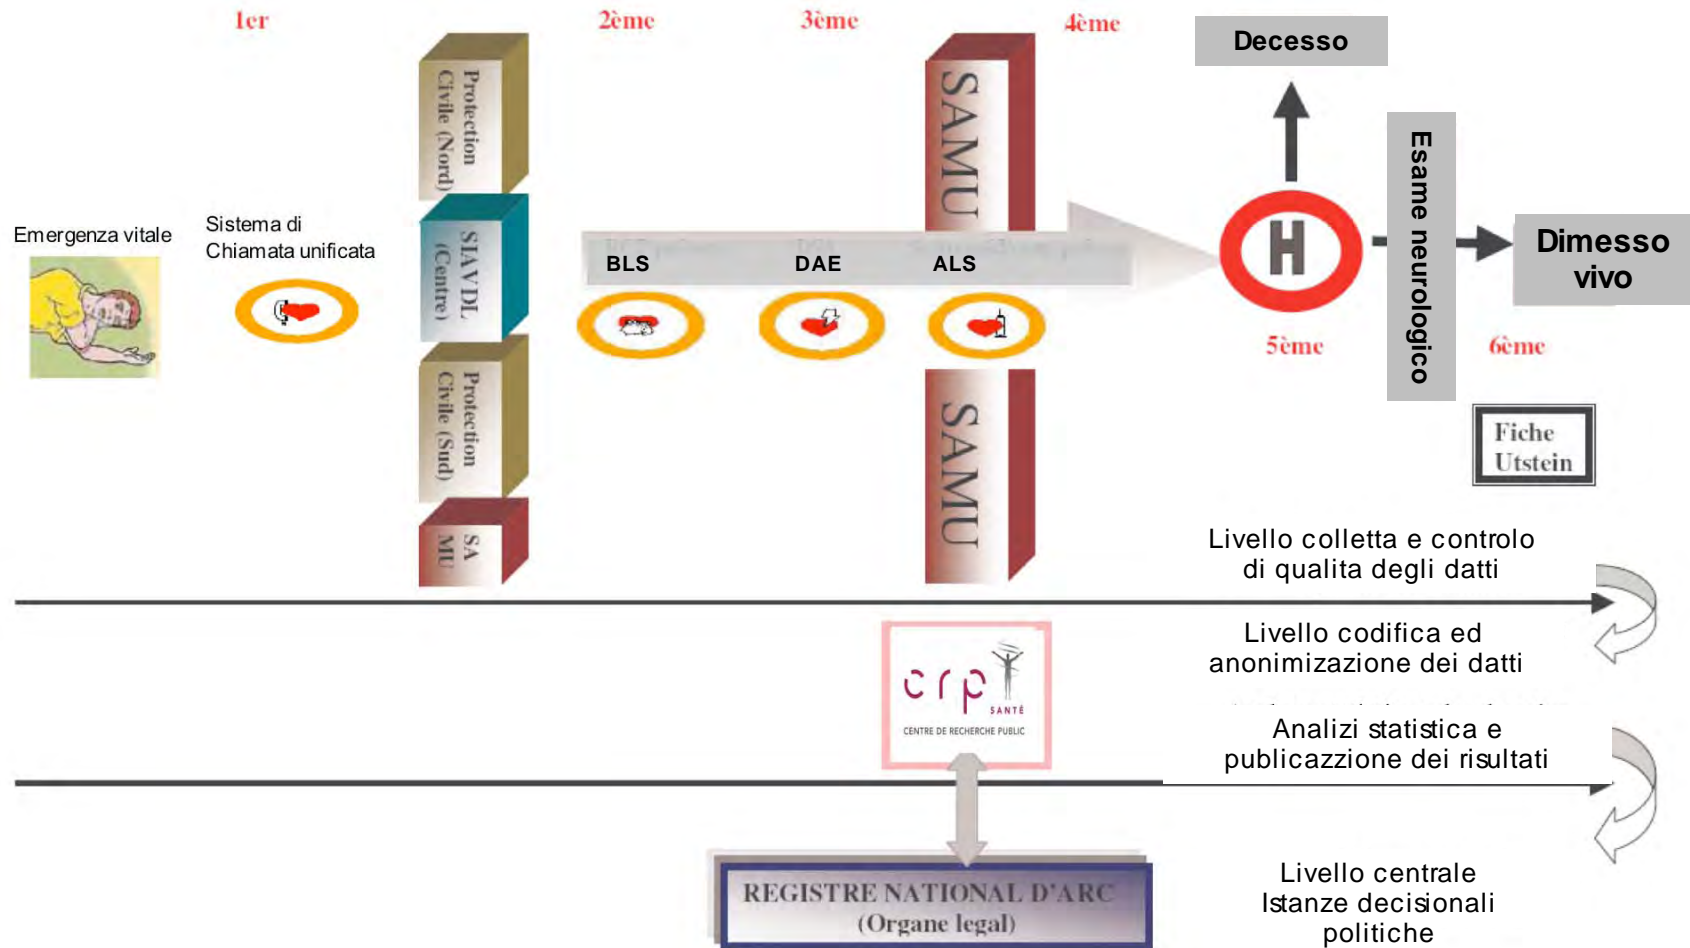 1er
2ème
3ème
4ème
Decesso
Protection
Civile (Nord)
SAMU
Esame neurologico
Emergenza vitale
Sistema di
Chiamata unificata
SIAVDL
(Centre)
BLS
DAE
ALS
H
Dimesso
vivo
5ème
6ème
Protection
Civile (Sud)
SAMU
Fiche
Utstein
SA
MU
Livello colletta e controlo
di qualita degli datti
Livello codifica ed
anonimizazione dei datti
crp
SANTÉ
CENTRE DE RECHERCHE PUBLIC
Analizi statistica e
publicazzione dei risultati
REGISTRE NATIONAL D'ARC
(Organe legal)
Livello centrale
Istanze decisionali
politiche